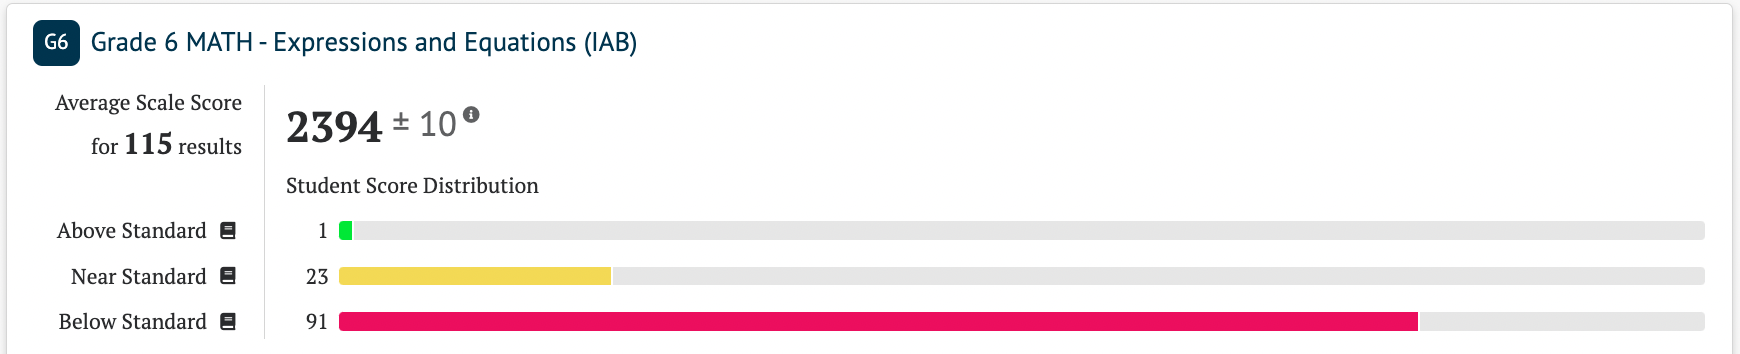 G6 Grade 6 MATH - Expressions and Equations (IAB)
Average Scale Score
for 115 results
2394 ± 10
Student Score Distribution
Above Standard 1
Near Standard 23
Below Standard 91